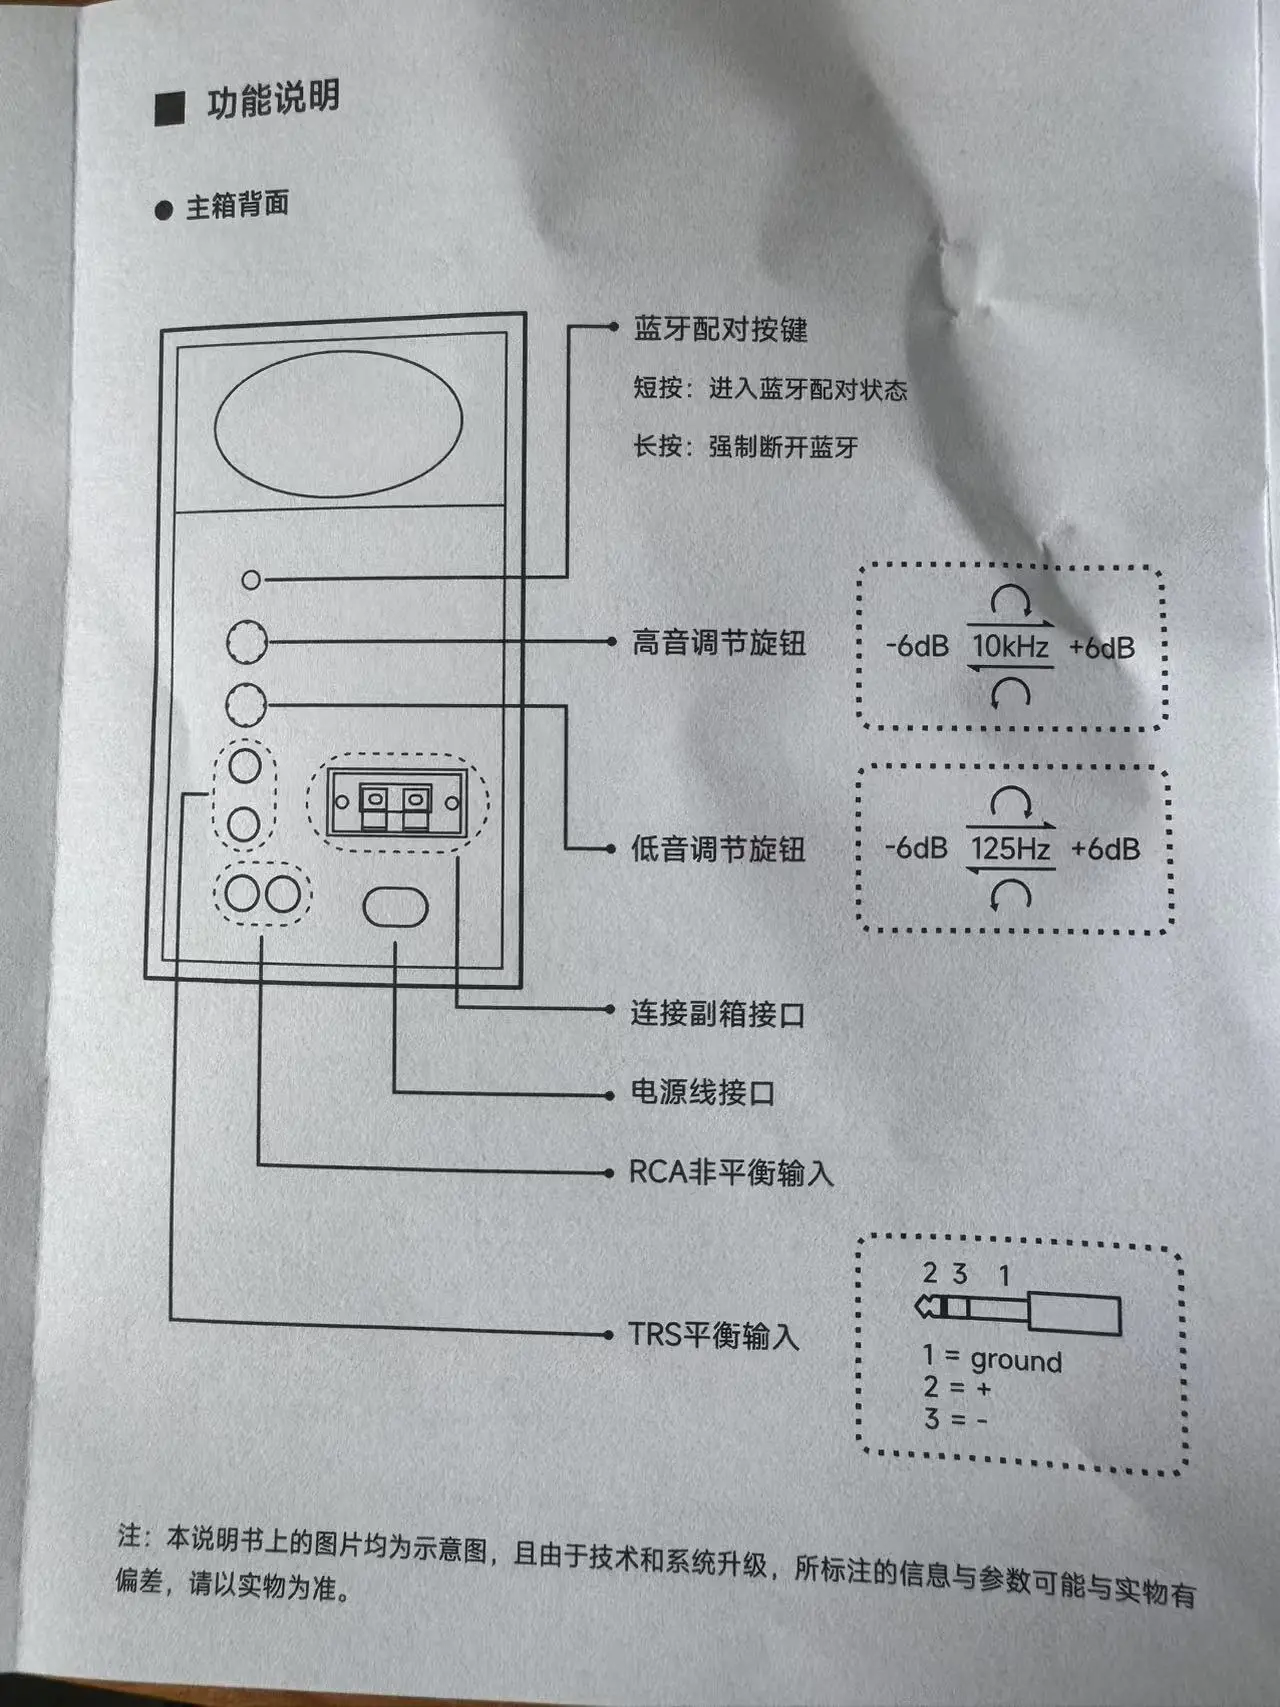 功能说明
主箱背面
蓝牙配对按键
短按：进入蓝牙配对状态
长按：强制断开蓝牙
高音调节旋钮
-6dB 10kHz +6dB
低音调节旋钮
-6dB 125Hz +6dB
连接副箱接口
电源线接口
RCA非平衡输入
TRS平衡输入
2 3 1
1 = ground
2 = +
3 = -
注：本说明书上的图片均为示意图，且由于技术和系统升级，所标注的信息与参数可能与实物有
偏差，请以实物为准。